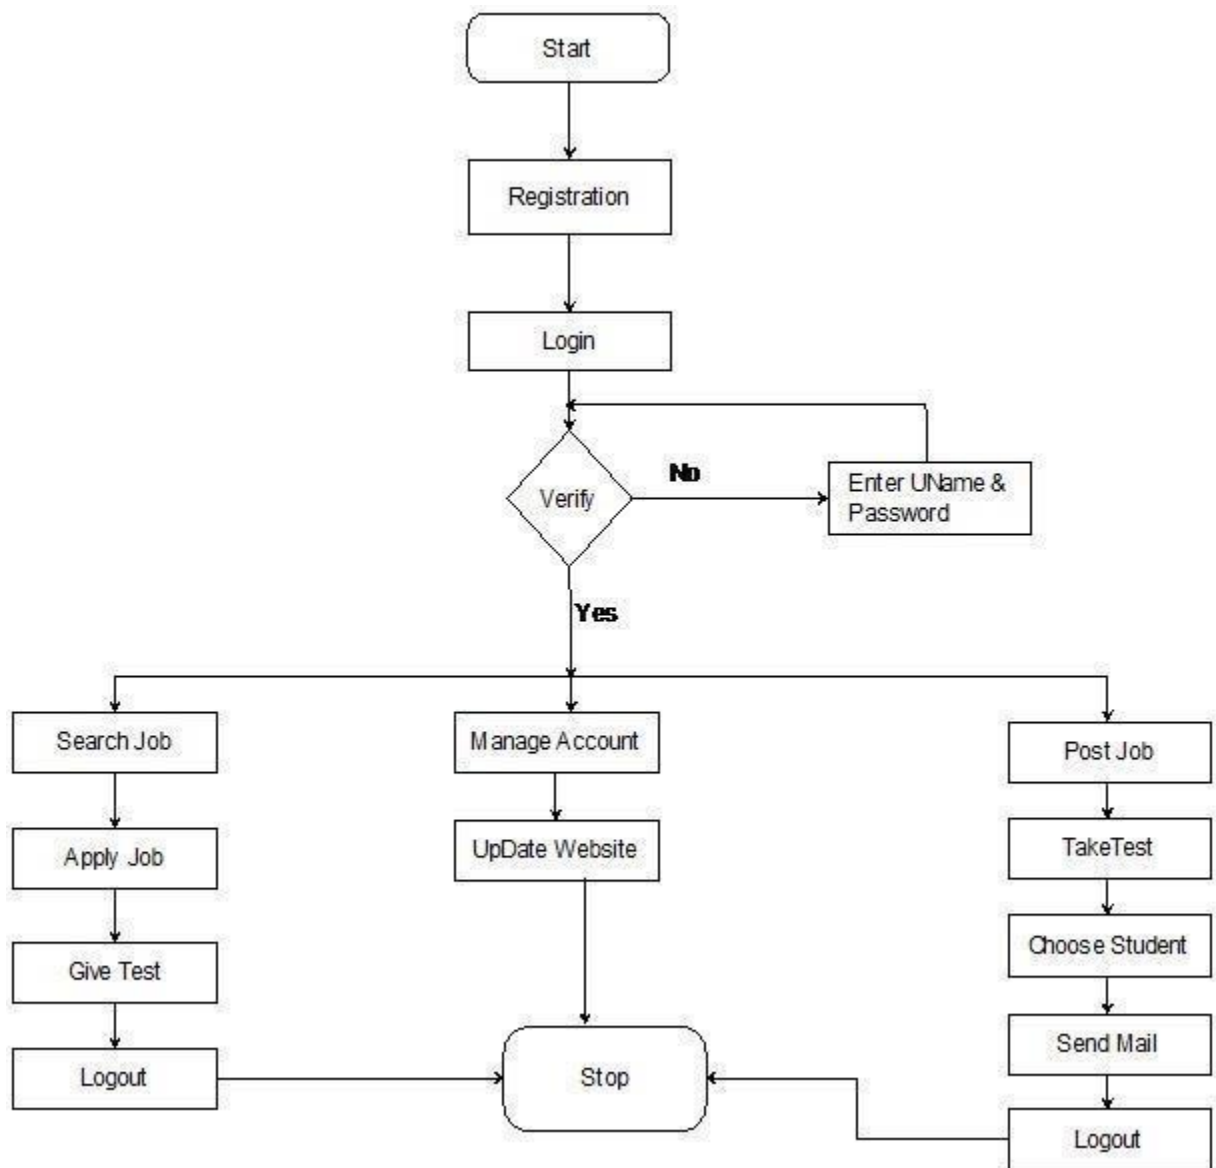 Start
Registration
Login
Verify
No
Enter UName &
Password
Yes
Search Job
Manage Account
Post Job
Apply Job
UpDate Website
TakeTest
Give Test
Choose Student
Logout
Stop
Send Mail
Logout